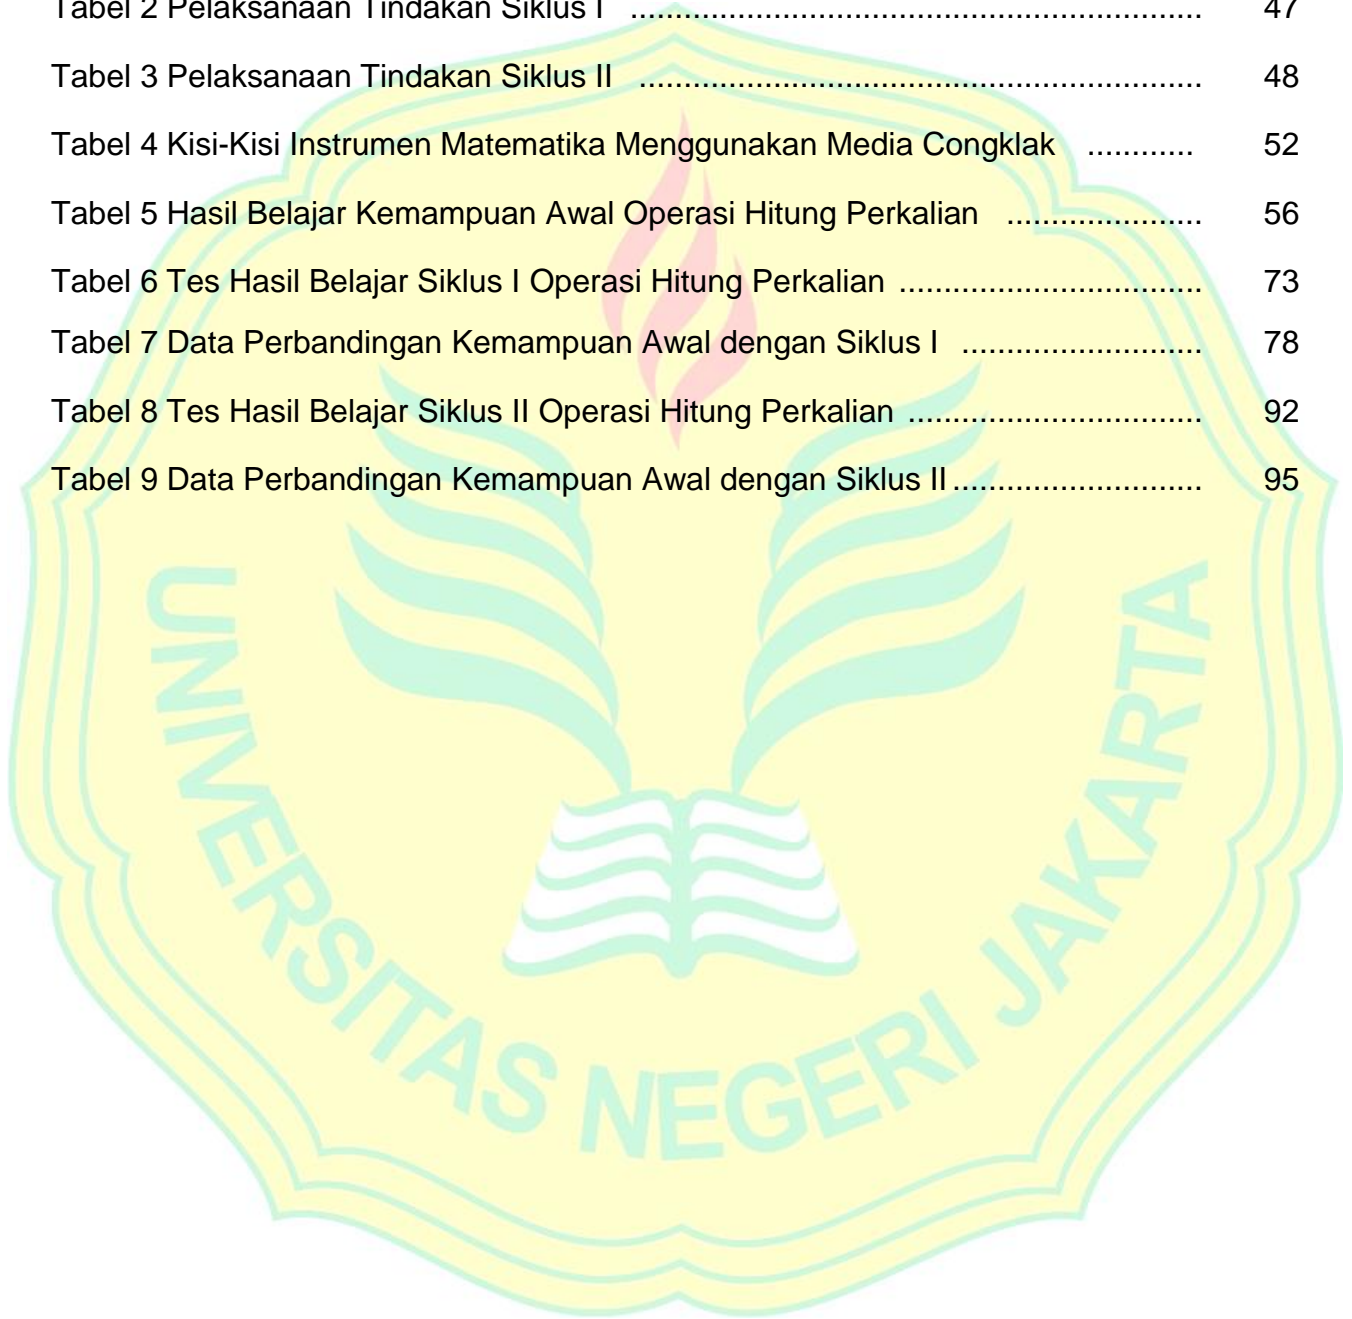 Tabel 2 Pelaksanaan Tindakan Siklus I ................................................................ 47
Tabel 3 Pelaksanaan Tindakan Siklus II ............................................................... 48
Tabel 4 Kisi-Kisi Instrumen Matematika Menggunakan Media Congklak ............ 52
Tabel 5 Hasil Belajar Kemampuan Awal Operasi Hitung Perkalian ...................... 56
Tabel 6 Tes Hasil Belajar Siklus I Operasi Hitung Perkalian .................................. 73
Tabel 7 Data Perbandingan Kemampuan Awal dengan Siklus I ........................... 78
Tabel 8 Tes Hasil Belajar Siklus II Operasi Hitung Perkalian ................................. 92
Tabel 9 Data Perbandingan Kemampuan Awal dengan Siklus II ............................ 95
UNIVERSITAS NEGERI JAKARTA